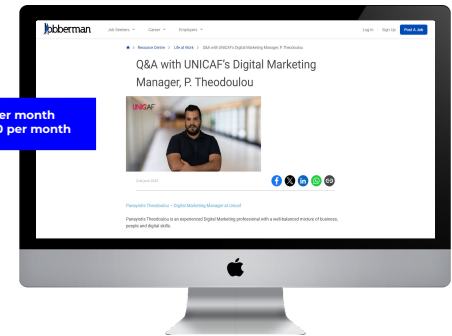 Jobberman
Job Seekers
Career
Employers
Log In
Sign Up
Post A Job
Resource Centre > Life at Work > Q&A with UNICAF's Digital Marketing Manager, P. Theodoulou
Q&A with UNICAF's Digital Marketing
Manager, P. Theodoulou
UNICAF
per month
0 per month
Panayiotis Theodoulou – Digital Marketing Manager at Unicaf
Panayiotis Theodoulou is an experienced Digital Marketing professional with a well-balanced mixture of business,
people and digital skills.